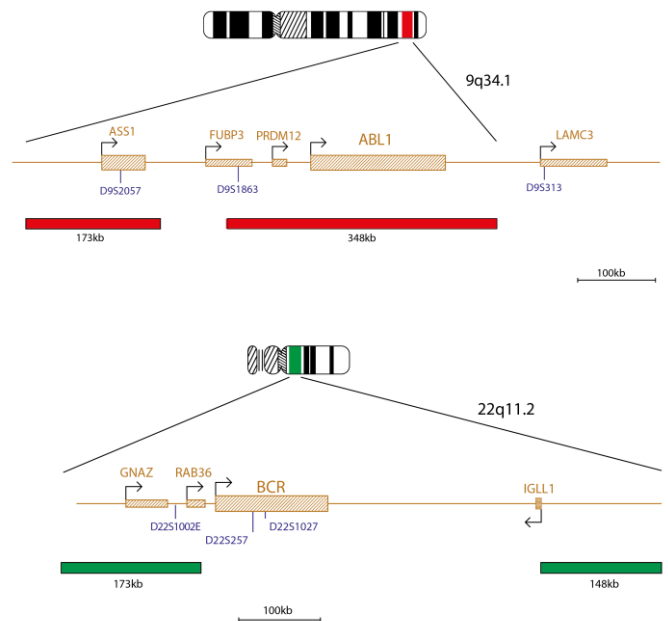 9q34.1
ASS1
FUBP3
PRDM12
ABL1
LAMC3
D9S2057
D9S1863
D9S313
173kb
348kb
100kb
22q11.2
GNAZ
RAB36
BCR
IGLL1
D22S1002E
D22S1027
D22S257
173kb
148kb
100kb